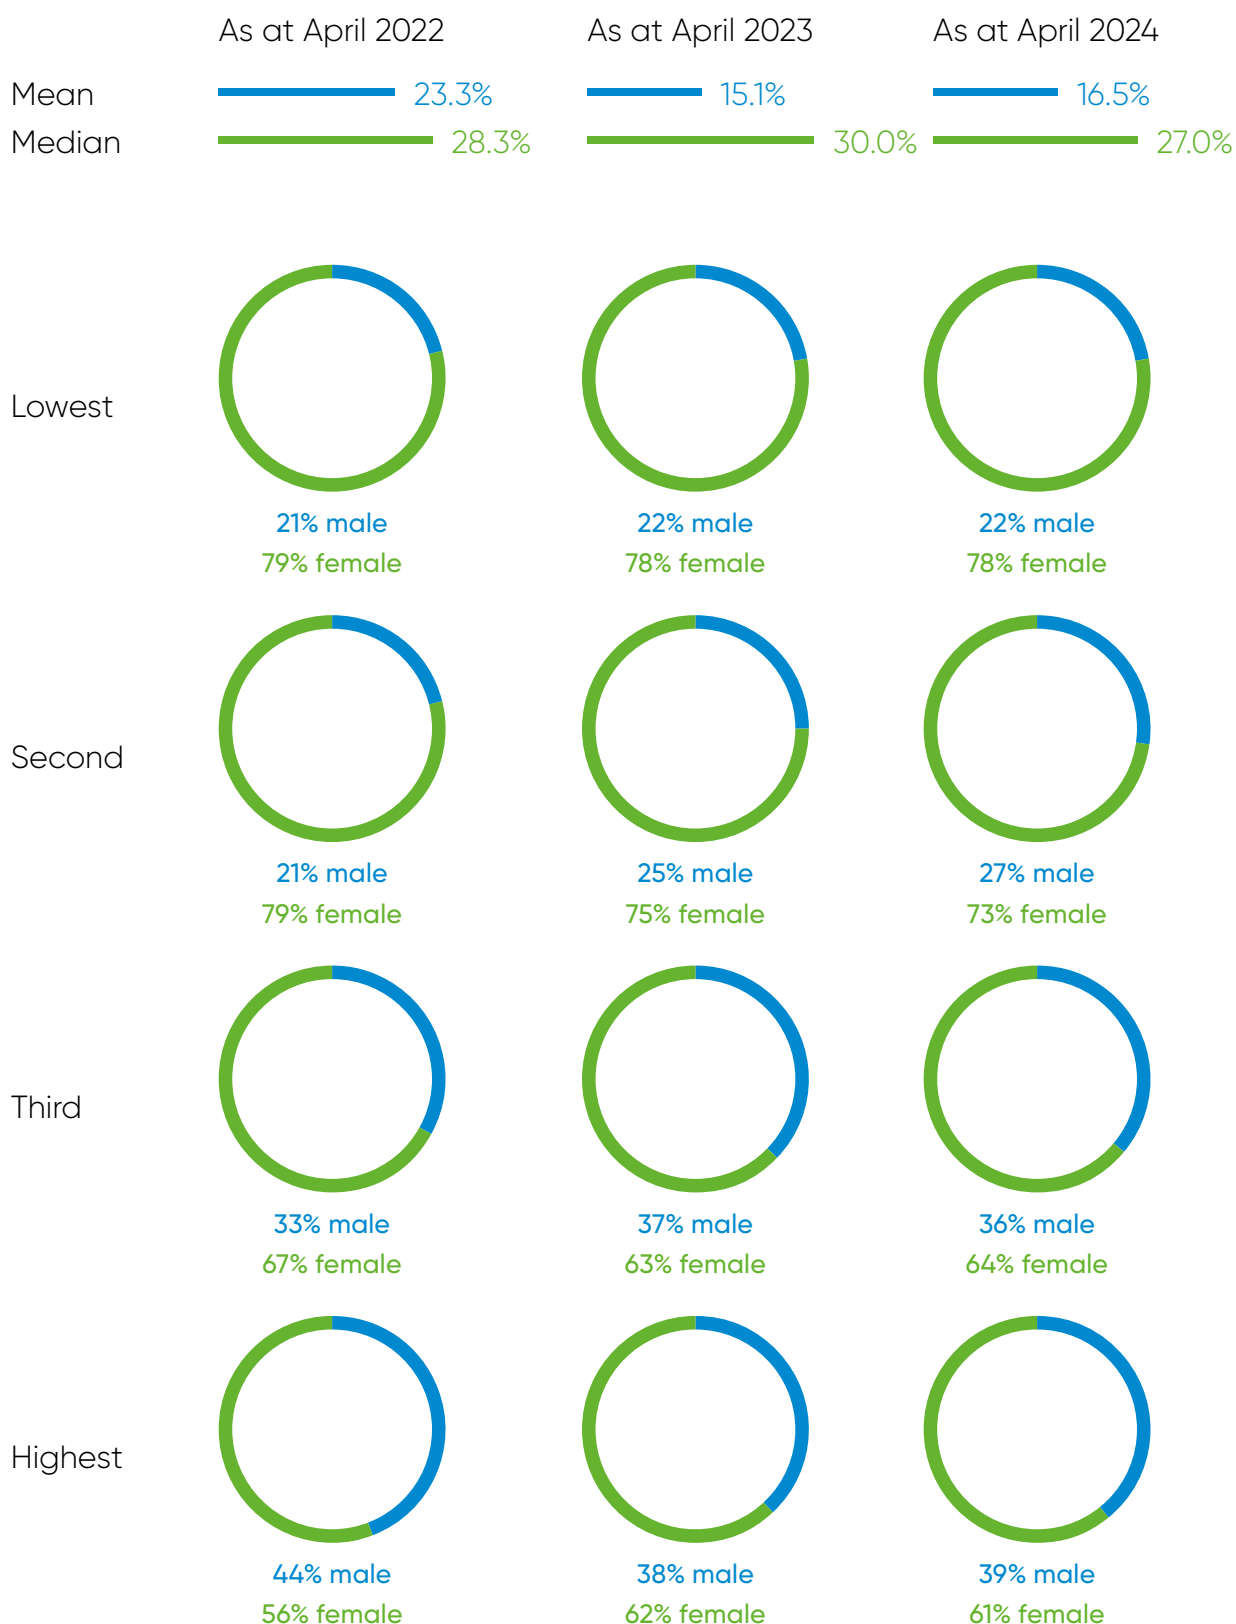 As at April 2022 As at April 2023 As at April 2024
Mean 23.3% 15.1% 16.5%
Median 28.3% 30.0% 27.0%
Lowest
21% male 22% male 22% male
79% female 78% female 78% female
Second
21% male 25% male 27% male
79% female 75% female 73% female
Third
33% male 37% male 36% male
67% female 63% female 64% female
Highest
44% male 38% male 39% male
56% female 62% female 61% female